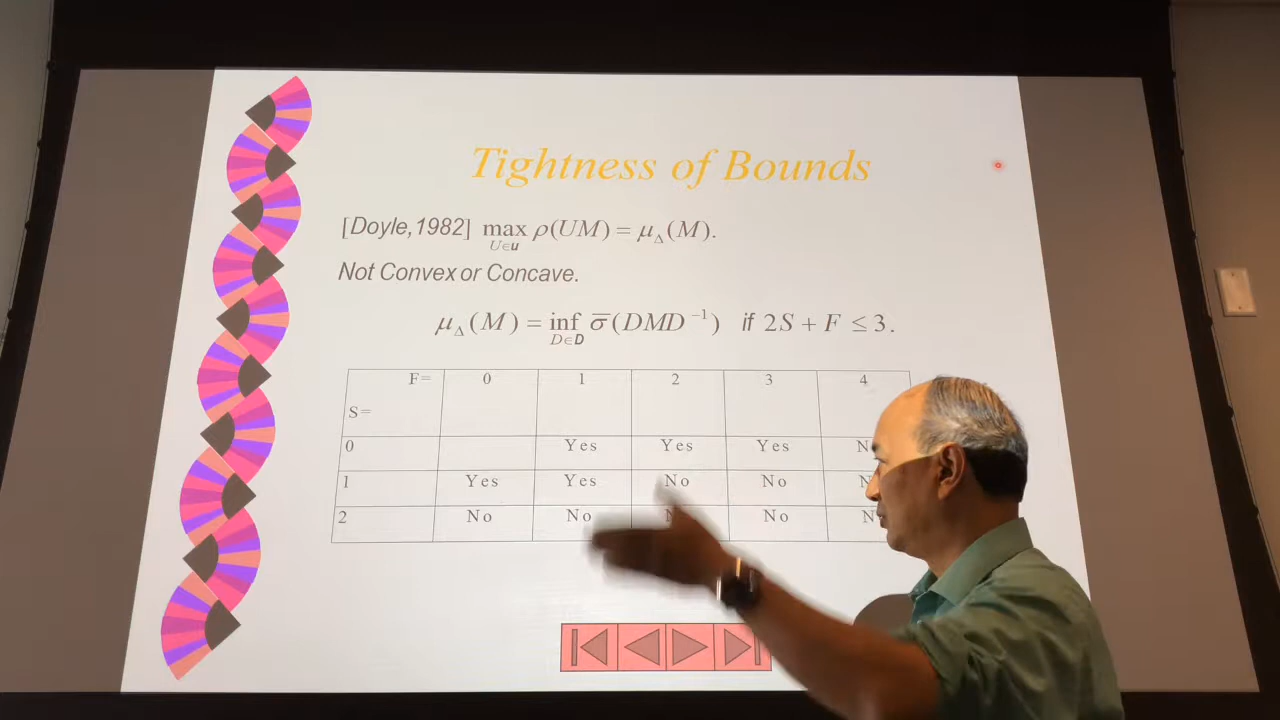 Tightness of Bounds
[Doyle,1982] max ρ(UM) = μ_Δ(M).
U∈u
Not Convex or Concave.
μ_Δ(M) = inf σ̅(DMD⁻¹) if 2S + F ≤ 3.
D∈D
F= 0 1 2 3 4
S=
0 Yes Yes Yes
1 Yes Yes No No
2 No No No